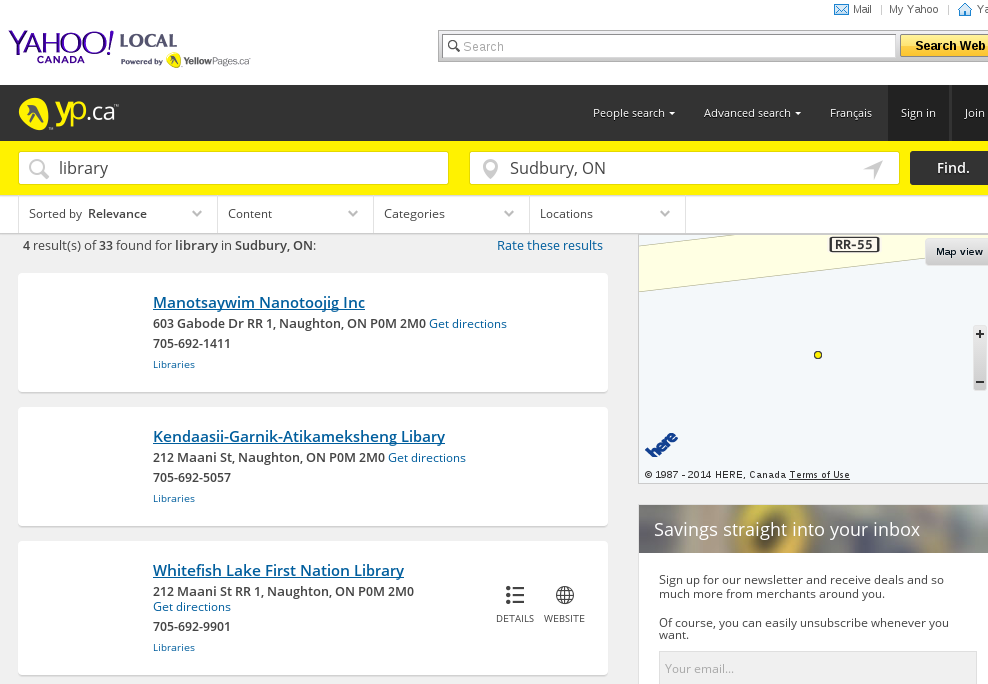 Mail | My Yahoo | Ya
YAHOO! LOCAL
CANADA
Powered by YellowPages.ca
Search
Search Web
yp.ca™
People search
Advanced search
Français
Sign in
Join
library
Sudbury, ON
Find.
Sorted by Relevance
Content
Categories
Locations
4 result(s) of 33 found for library in Sudbury, ON:
Rate these results
Manotsaywim Nanotoojig Inc
603 Gabode Dr RR 1, Naughton, ON P0M 2M0 Get directions
705-692-1411
Libraries
Kendaasii-Garnik-Atikameksheng Libary
212 Maani St, Naughton, ON P0M 2M0 Get directions
705-692-5057
Libraries
Whitefish Lake First Nation Library
212 Maani St RR 1, Naughton, ON P0M 2M0
Get directions
705-692-9901
Libraries
DETAILS
WEBSITE
RR-55
Map view
+
−
here
© 1987 - 2014 HERE, Canada Terms of Use
Savings straight into your inbox
Sign up for our newsletter and receive deals and so
much more from merchants around you.
Of course, you can easily unsubscribe whenever you
want.
Your email...